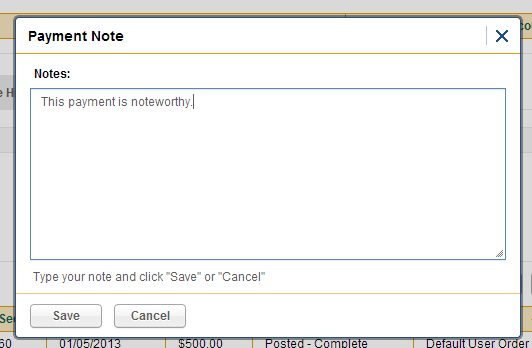 Payment Note
Notes:
This payment is noteworthy.
Type your note and click "Save" or "Cancel"
Save Cancel
60 01/05/2013 $500.00 Posted - Complete Default User Order